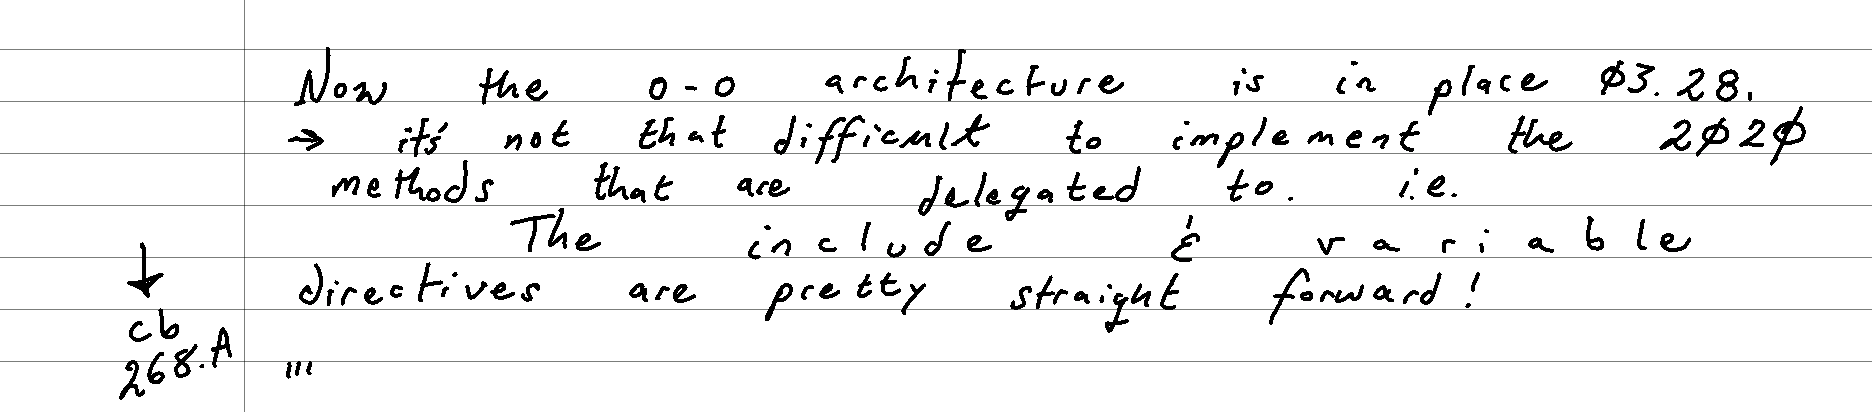 Now the o-o architecture is in place Ø3.28.
→ it's not that difficult to implement the 2Ø2Ø
methods that are delegated to. i.e.
The include & variable
directives are pretty straight forward!
↓
cb
268.A
...